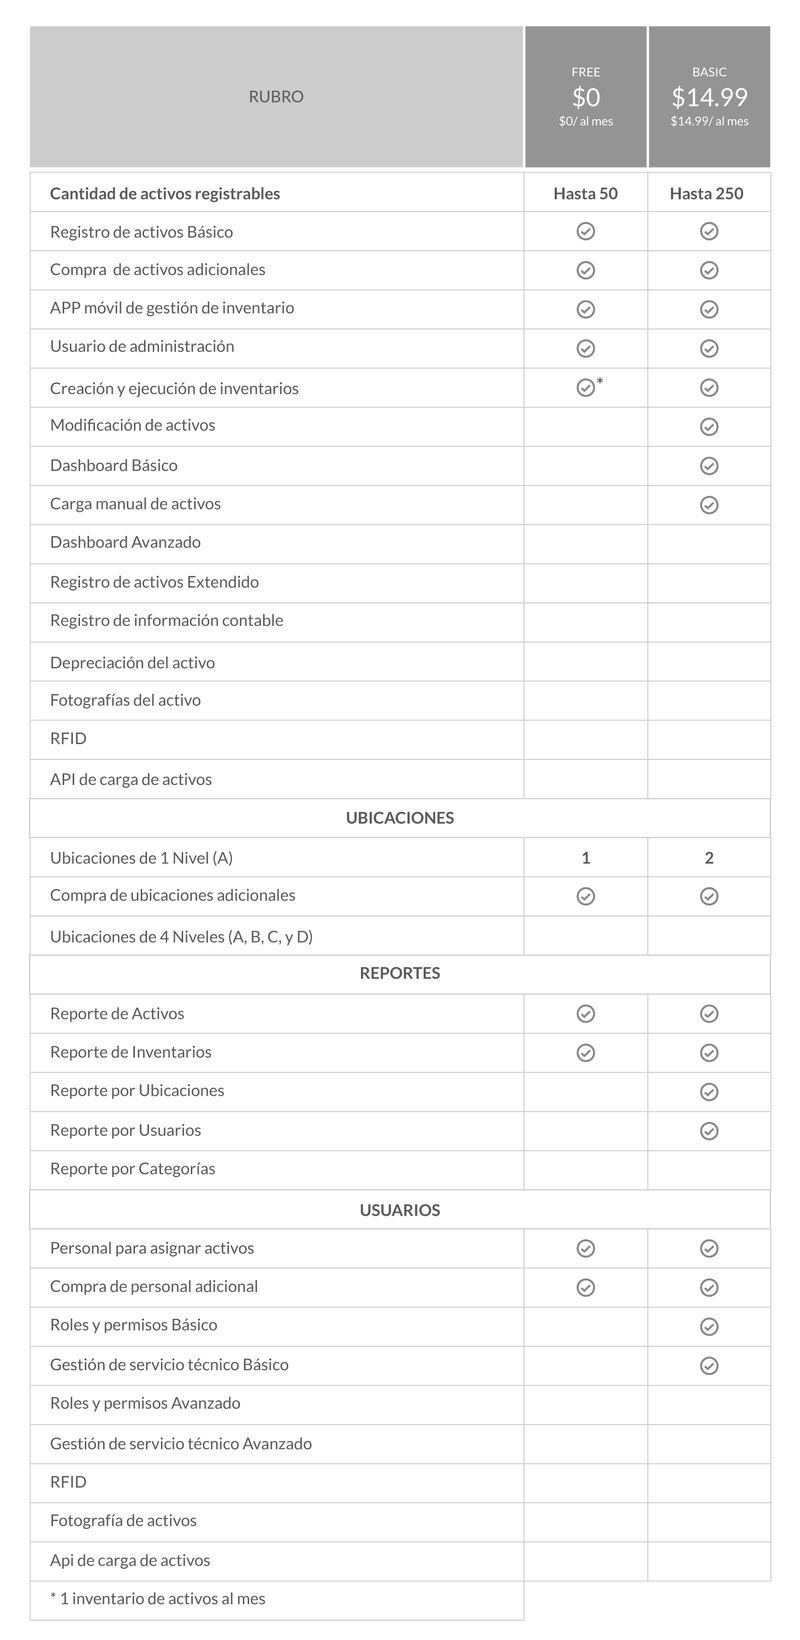 RUBRO
FREE
$0
$0/ al mes
BASIC
$14.99
$14.99/ al mes
Cantidad de activos registrables Hasta 50 Hasta 250
Registro de activos Básico
Compra de activos adicionales
APP móvil de gestión de inventario
Usuario de administración
Creación y ejecución de inventarios *
Modificación de activos
Dashboard Básico
Carga manual de activos
Dashboard Avanzado
Registro de activos Extendido
Registro de información contable
Depreciación del activo
Fotografías del activo
RFID
API de carga de activos
UBICACIONES
Ubicaciones de 1 Nivel (A) 1 2
Compra de ubicaciones adicionales
Ubicaciones de 4 Niveles (A, B, C, y D)
REPORTES
Reporte de Activos
Reporte de Inventarios
Reporte por Ubicaciones
Reporte por Usuarios
Reporte por Categorías
USUARIOS
Personal para asignar activos
Compra de personal adicional
Roles y permisos Básico
Gestión de servicio técnico Básico
Roles y permisos Avanzado
Gestión de servicio técnico Avanzado
RFID
Fotografía de activos
Api de carga de activos
* 1 inventario de activos al mes